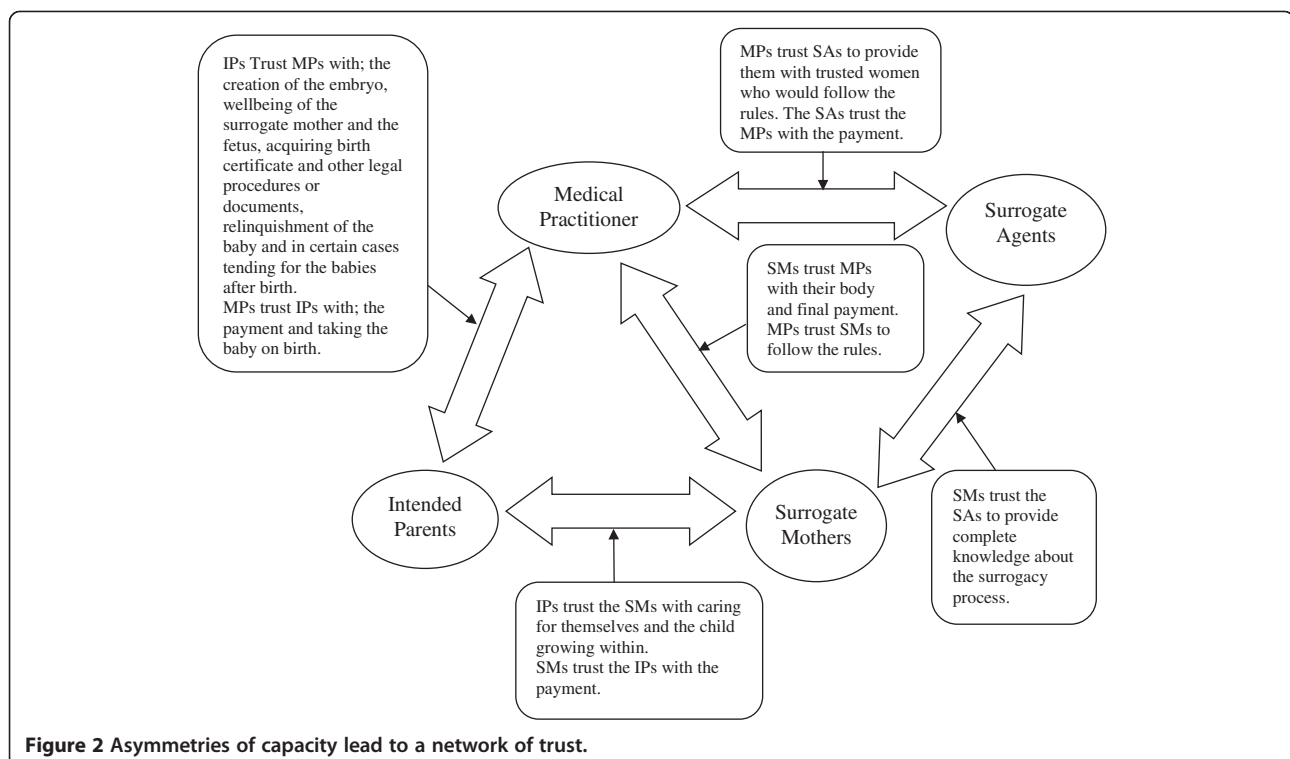 IPs Trust MPs with; the
creation of the embryo,
wellbeing of the
surrogate mother and the
fetus, acquiring birth
certificate and other legal
procedures or
documents,
relinquishment of the
baby and in certain cases
tending for the babies
after birth.
MPs trust IPs with; the
payment and taking the
baby on birth.
MPs trust SAs to provide
them with trusted women
who would follow the
rules. The SAs trust the
MPs with the payment.
Medical
Practitioner
Surrogate
Agents
SMs trust MPs
with their body
and final payment.
MPs trust SMs to
follow the rules.
Intended
Parents
Surrogate
Mothers
SMs trust the
SAs to provide
complete
knowledge about
the surrogacy
process.
IPs trust the SMs with caring
for themselves and the child
growing within.
SMs trust the IPs with the
payment.
Figure 2 Asymmetries of capacity lead to a network of trust.